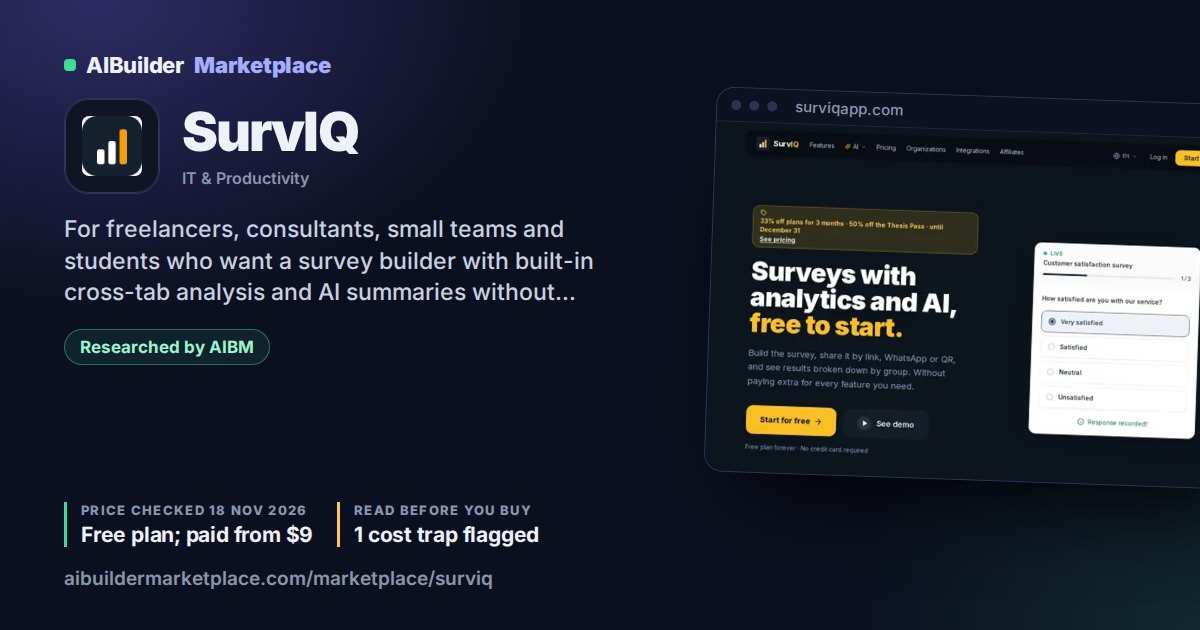 AIBuilder Marketplace
SurvIQ
IT & Productivity
For freelancers, consultants, small teams and
students who want a survey builder with built-in
cross-tab analysis and AI summaries without...
Researched by AIBM
PRICE CHECKED 18 NOV 2026
Free plan; paid from $9
READ BEFORE YOU BUY
1 cost trap flagged
aibuildermarketplace.com/marketplace/surviq
surviqapp.com
SurvIQ Features AI Pricing Organizations Integrations Affiliates EN Log in Start
33% off plans for 3 months · 50% off the Thesis Pass · until
December 31
See pricing
Surveys with
analytics and AI,
free to start.
Build the survey, share it by link, WhatsApp or QR,
and see results broken down by group. Without
paying extra for every feature you need.
Start for free →
See demo
Free plan forever · No credit card required
LIVE
Customer satisfaction survey
1/3
How satisfied are you with our service?
Very satisfied
Satisfied
Neutral
Unsatisfied
Response recorded!